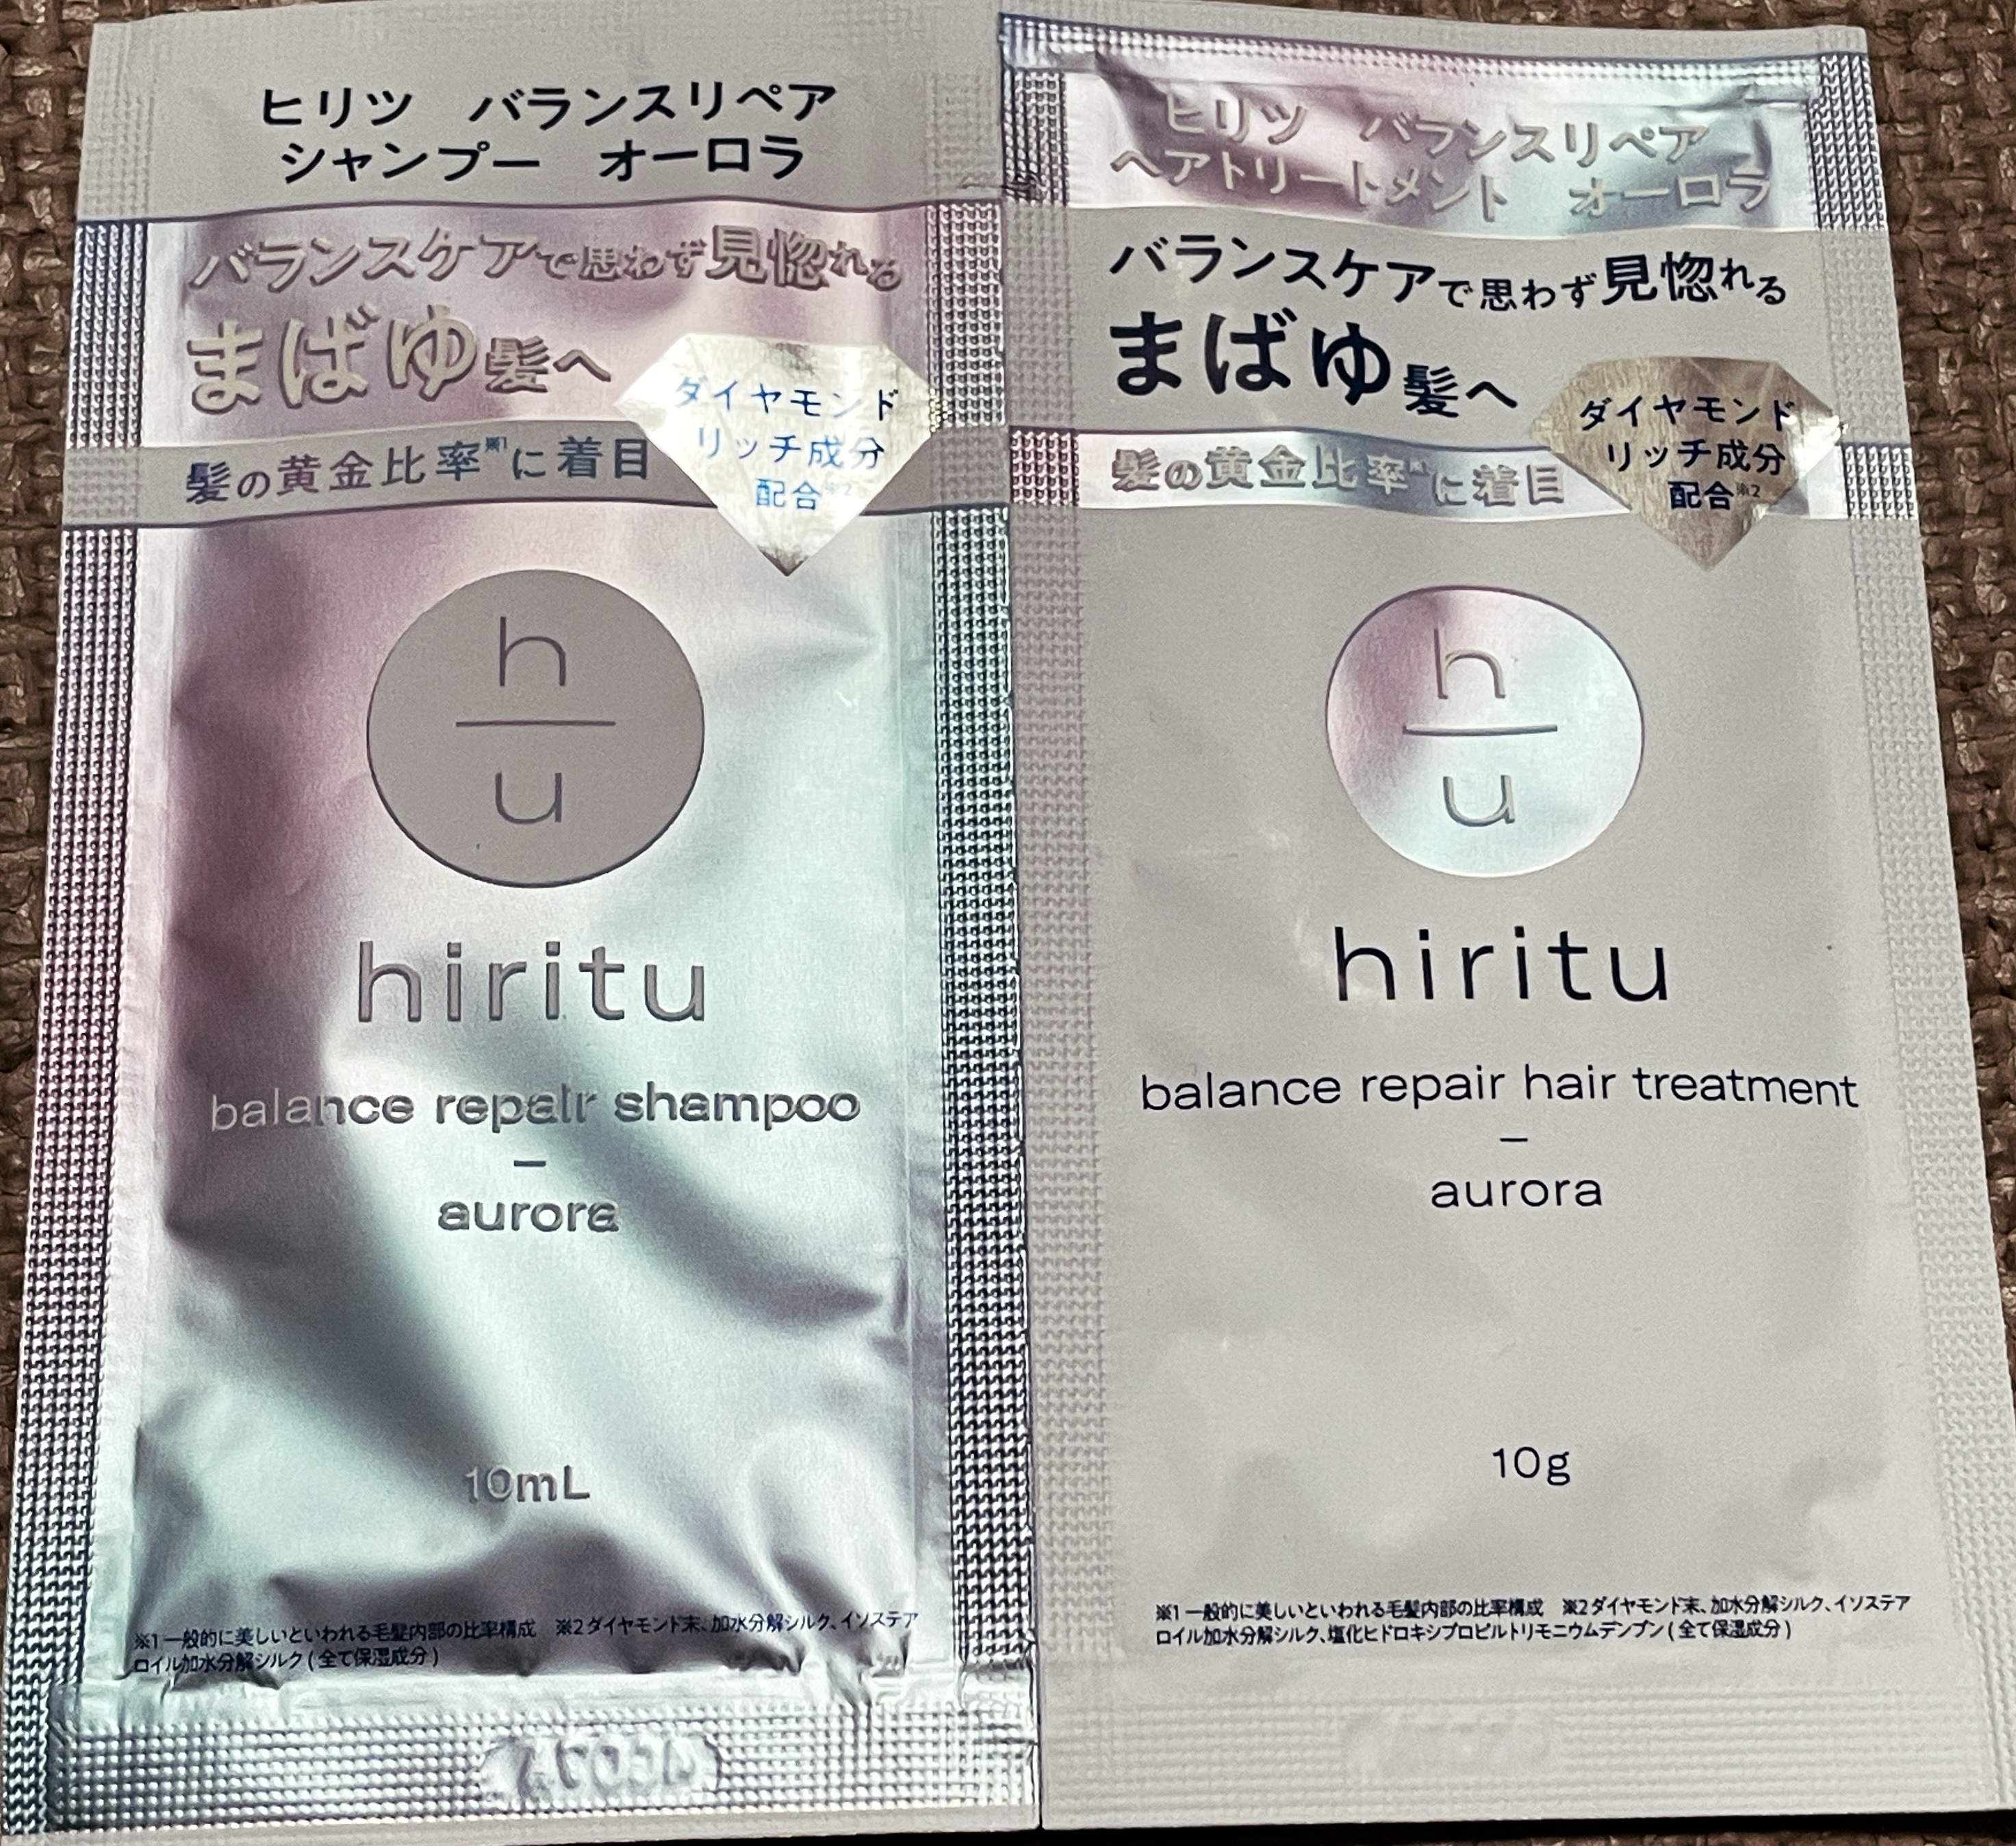 ヒリツ バランスリペア
シャンプー オーロラ
バランスケアで思わず見惚れる
まばゆ髪へ
ダイヤモンド
リッチ成分
配合※2
髪の黄金比率※1に着目
h
u
hiritu
balance repair shampoo
–
aurora
10mL
※1 一般的に美しいといわれる毛髪内部の比率構成 ※2 ダイヤモンド末、加水分解シルク、イソステア
ロイル加水分解シルク(全て保湿成分)
ヒリツ バランスリペア
ヘアトリートメント オーロラ
バランスケアで思わず見惚れる
まばゆ髪へ
ダイヤモンド
リッチ成分
配合※2
髪の黄金比率※1に着目
h
u
hiritu
balance repair hair treatment
–
aurora
10g
※1 一般的に美しいといわれる毛髪内部の比率構成 ※2 ダイヤモンド末、加水分解シルク、イソステア
ロイル加水分解シルク、塩化ヒドロキシプロピルトリモニウムデンプン(全て保湿成分)